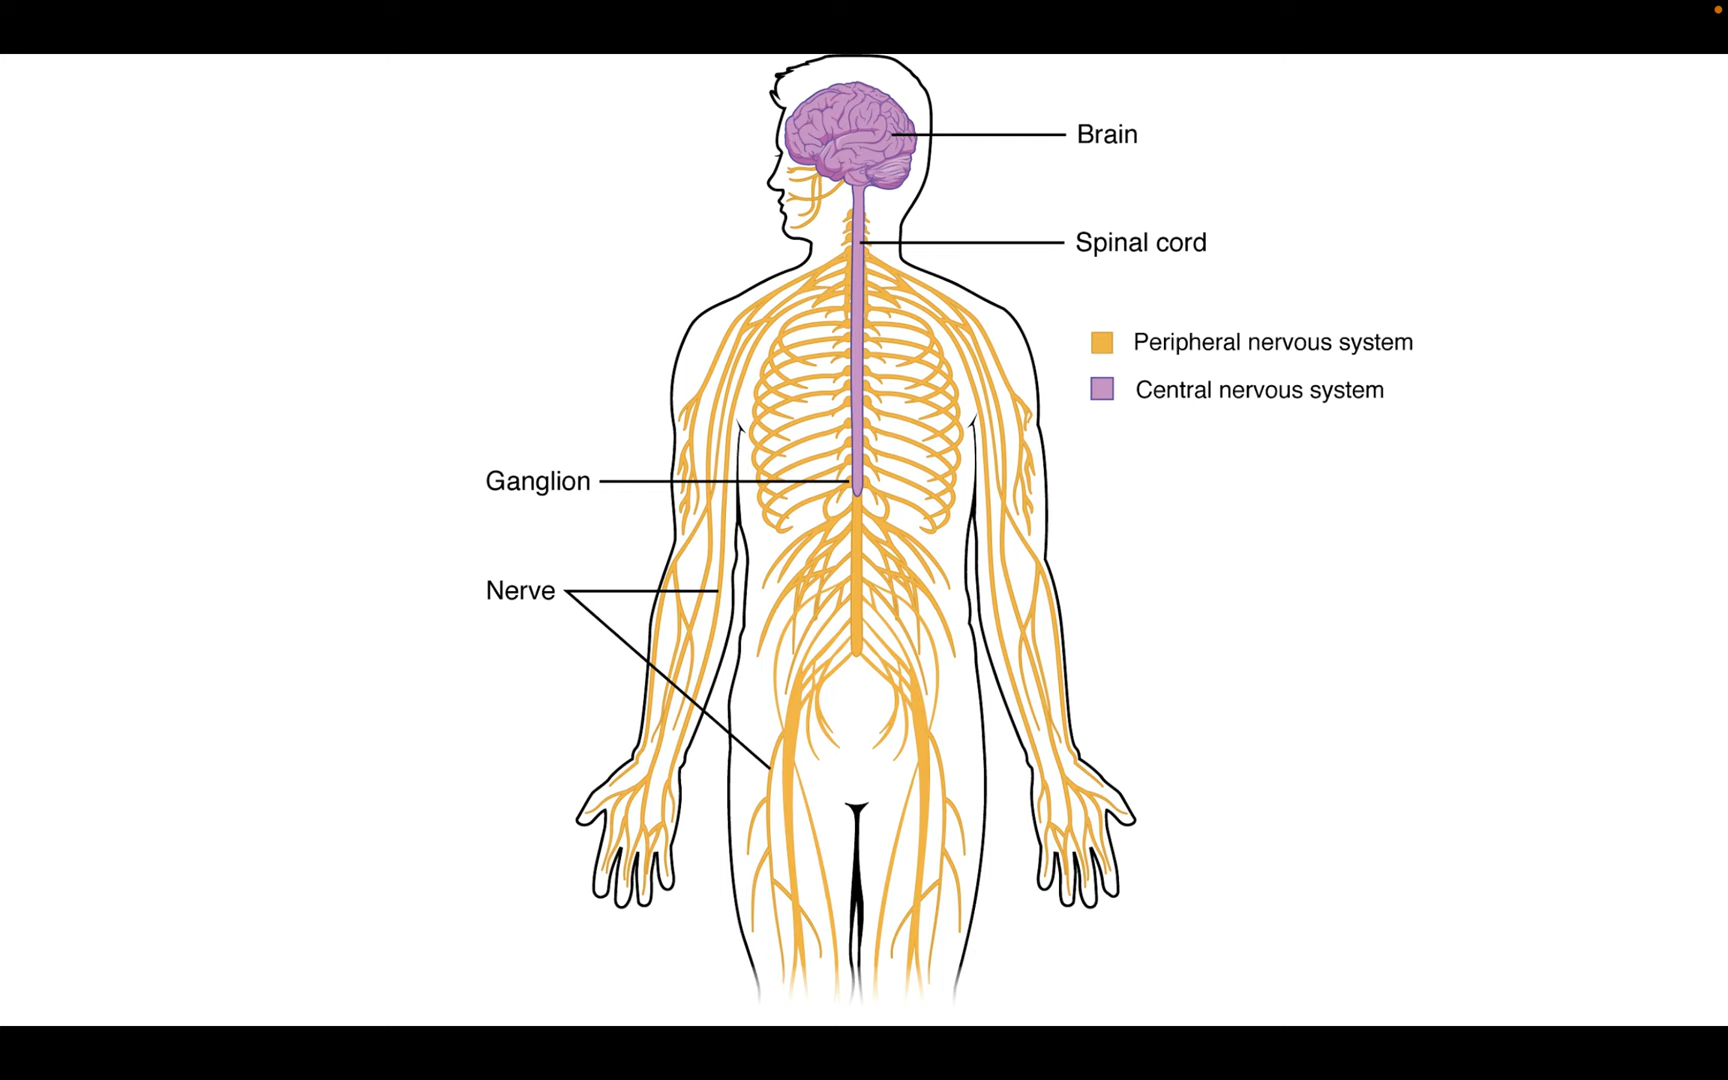 Brain
Spinal cord
Peripheral nervous system
Central nervous system
Ganglion
Nerve